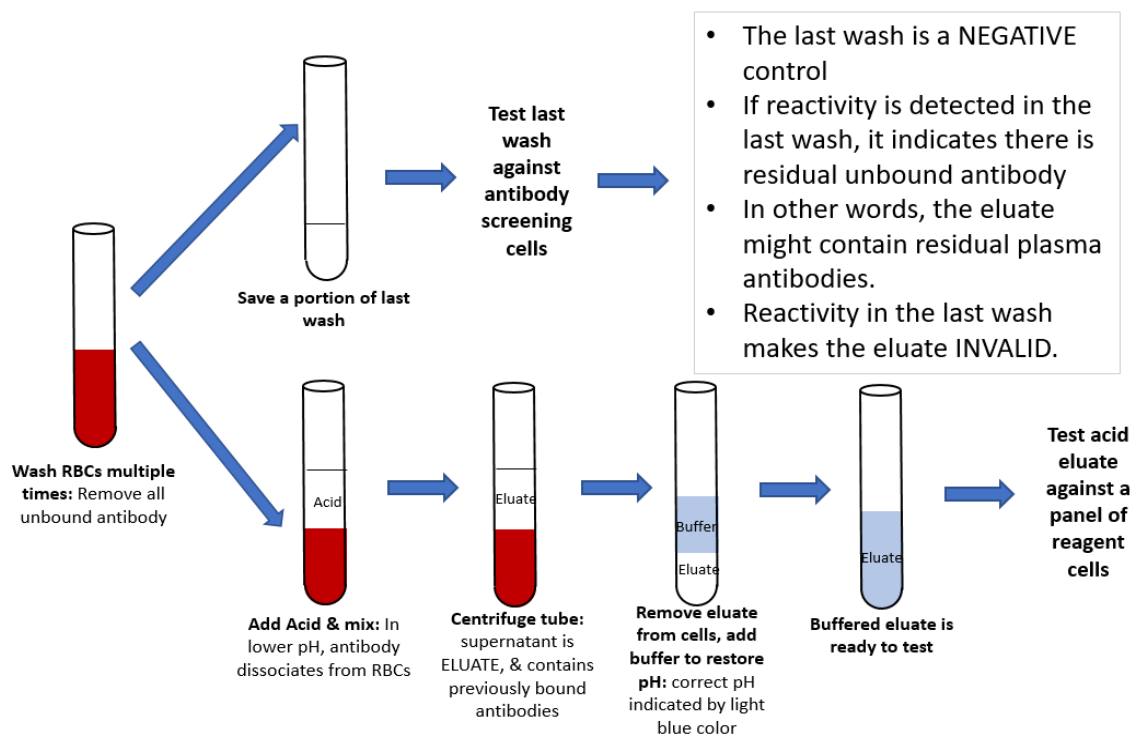 • The last wash is a NEGATIVE
control
• If reactivity is detected in the
last wash, it indicates there is
residual unbound antibody
• In other words, the eluate
might contain residual plasma
antibodies.
• Reactivity in the last wash
makes the eluate INVALID.
Test last
wash
against
antibody
screening
cells
Save a portion of last
wash
Wash RBCs multiple
times: Remove all
unbound antibody
Acid
Add Acid & mix: In
lower pH, antibody
dissociates from RBCs
Eluate
Centrifuge tube:
supernatant is
ELUATE, & contains
previously bound
antibodies
Buffer
Eluate
Remove eluate
from cells, add
buffer to restore
pH: correct pH
indicated by light
blue color
Eluate
Buffered eluate is
ready to test
Test acid
eluate
against a
panel of
reagent
cells